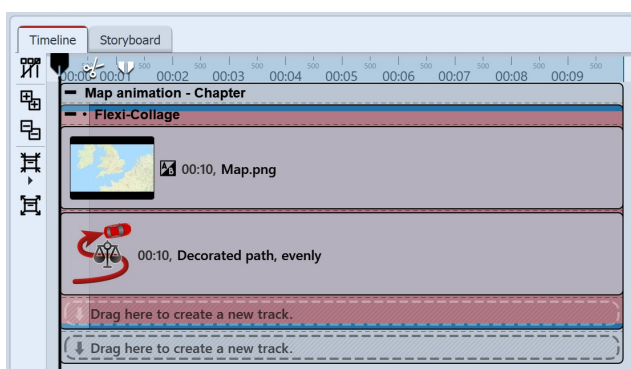 Timeline Storyboard
500 500 500 500 500 500 500 500 500
00:00 00:01 00:02 00:03 00:04 00:05 00:06 00:07 00:08 00:09
Map animation - Chapter
Flexi-Collage
A/B 00:10, Map.png
00:10, Decorated path, evenly
Drag here to create a new track.
Drag here to create a new track.